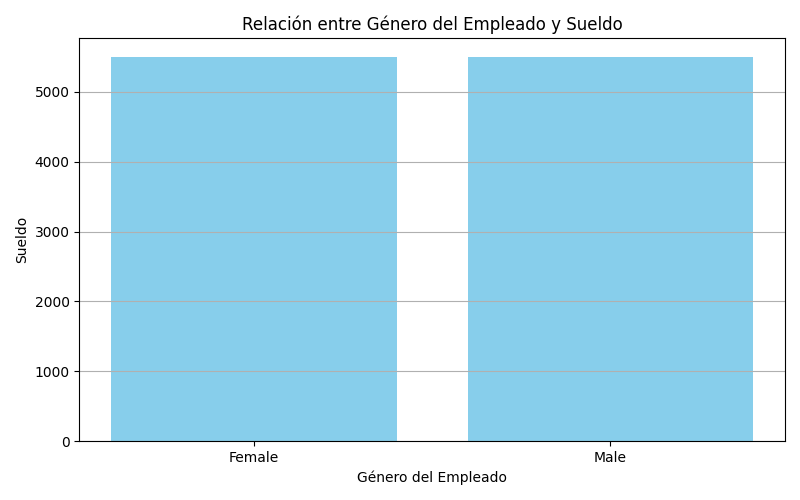 Relación entre Género del Empleado y Sueldo
5000
4000
3000
2000
1000
0
Sueldo
Female Male
Género del Empleado